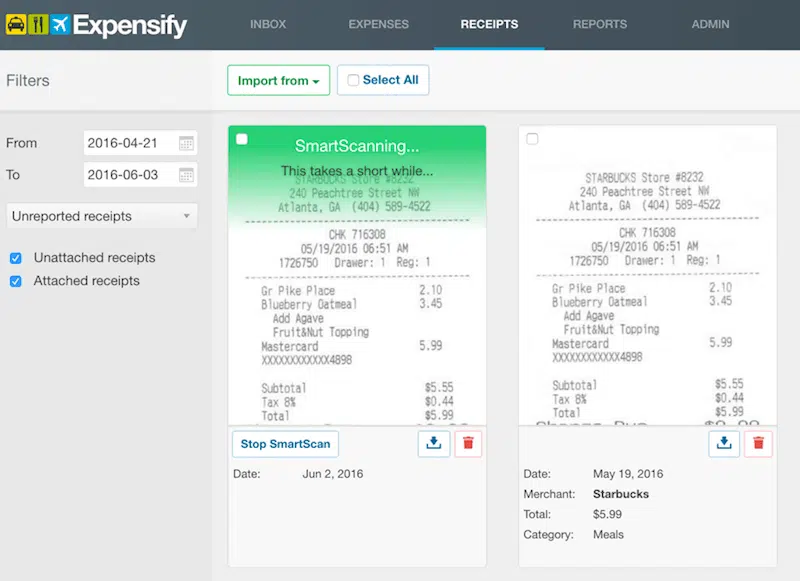 Expensify
INBOX EXPENSES RECEIPTS REPORTS ADMIN
Filters
Import from Select All
From 2016-04-21
To 2016-06-03
Unreported receipts
Unattached receipts
Attached receipts
SmartScanning...
This takes a short while...
STARBUCKS Store #8232
240 Peachtree Street NW
Atlanta, GA (404) 589-4522
CHK 716308
05/19/2016 06:51 AM
1726750 Drawer: 1 Reg: 1
Gr Pike Place 2.10
Blueberry Oatmeal 3.45
Add Agave
Fruit&Nut Topping
Mastercard 5.99
XXXXXXXXXXXX4898
Subtotal $5.55
Tax 8% $0.44
Total $5.99
Stop SmartScan
Date: Jun 2, 2016
STARBUCKS Store #8232
240 Peachtree Street NW
Atlanta, GA (404) 589-4522
CHK 716308
05/19/2016 06:51 AM
1726750 Drawer: 1 Reg: 1
Gr Pike Place 2.10
Blueberry Oatmeal 3.45
Add Agave
Fruit&Nut Topping
Mastercard 5.99
XXXXXXXXXXXX4898
Subtotal $5.55
Tax 8% $0.44
Total $5.99
Date: May 19, 2016
Merchant: Starbucks
Total: $5.99
Category: Meals